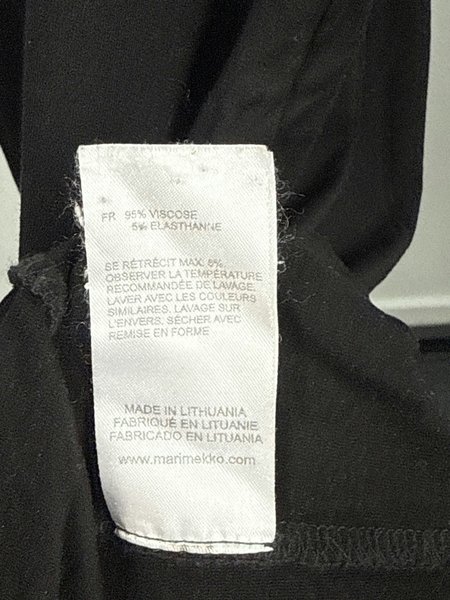 FR 95% VISCOSE
5% ELASTHANNE
SE RÉTRÉCIT MAX. 6%
OBSERVER LA TEMPÉRATURE
RECOMMANDÉE DE LAVAGE.
LAVER AVEC LES COULEURS
SIMILAIRES. LAVAGE SUR
L'ENVERS. SÉCHER AVEC
REMISE EN FORME
MADE IN LITHUANIA
FABRIQUÉ EN LITUANIE
FABRICADO EN LITUANIA
www.marimekko.com